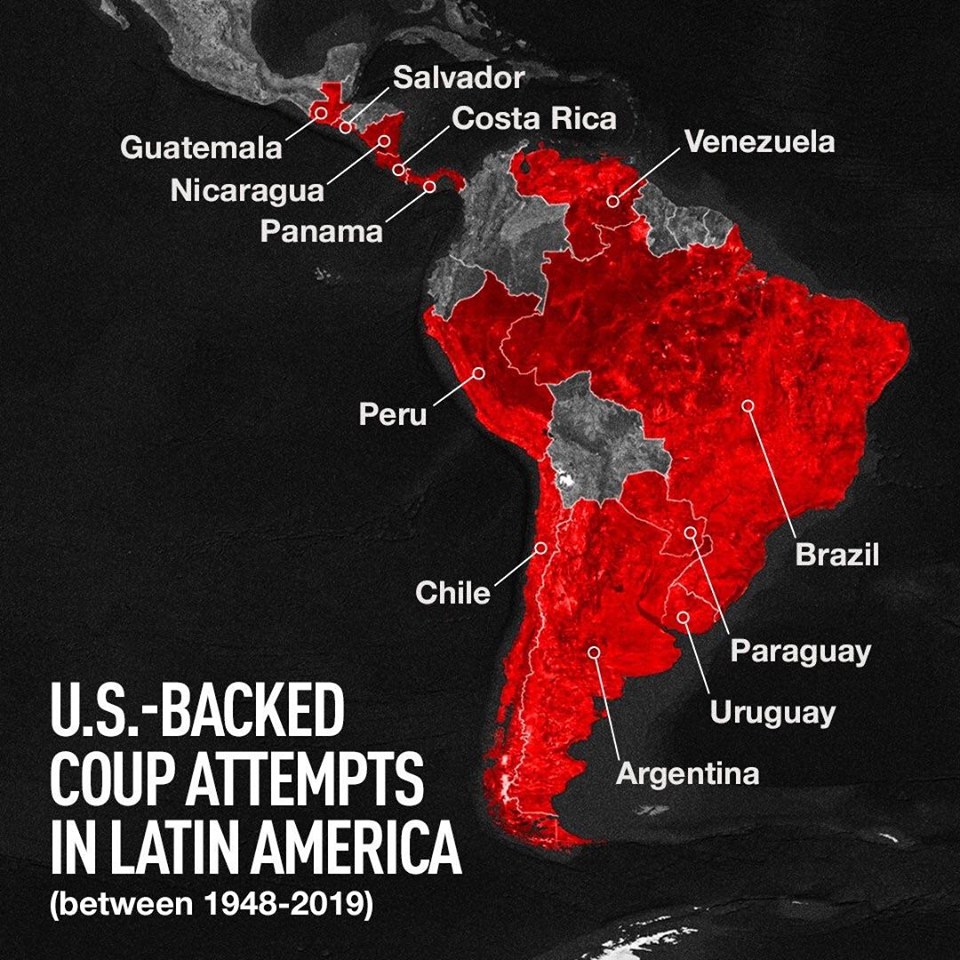 Salvador
Costa Rica
Venezuela
Guatemala
Nicaragua
Panama
Peru
Brazil
Chile
Paraguay
Uruguay
Argentina
U.S.-BACKED
COUP ATTEMPTS
IN LATIN AMERICA
(between 1948-2019)